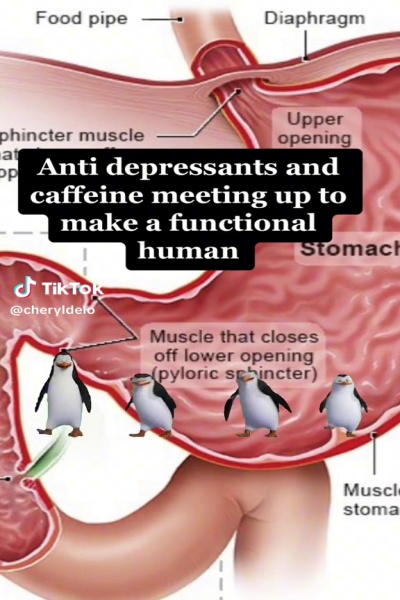 Food pipe
Diaphragm
phincter muscle
Upper
opening
Anti depressants and
caffeine meeting up to
make a functional
human
Stomach
TikTok
@cheryldelo
Muscle that closes
off lower opening
(pyloric sphincter)
Muscle
stoma